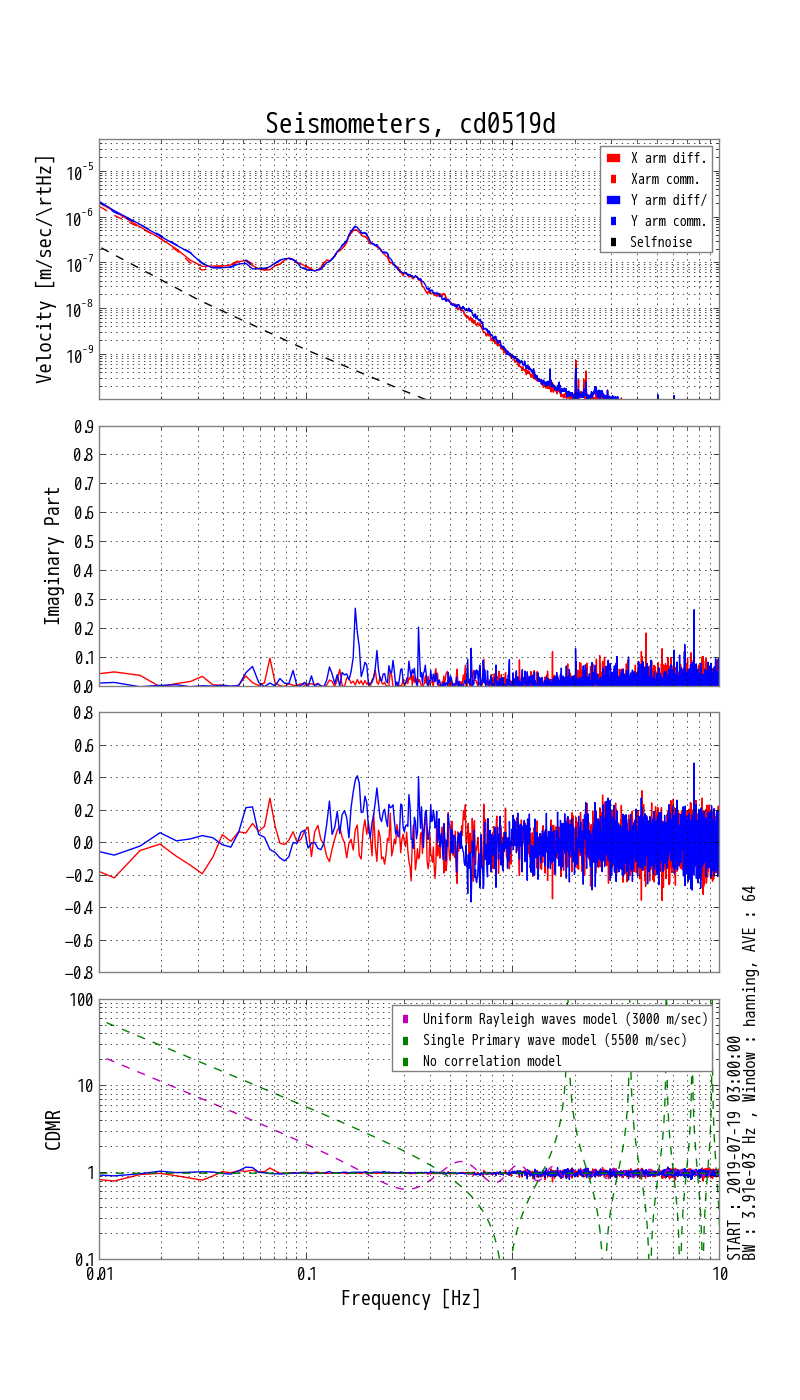 Seismometers, cd0519d
Velocity [m/sec/\rtHz]
10^-5
10^-6
10^-7
10^-8
10^-9
X arm diff.
Xarm comm.
Y arm diff/
Y arm comm.
Selfnoise
Imaginary Part
0.9
0.8
0.7
0.6
0.5
0.4
0.3
0.2
0.1
0.0
0.8
0.6
0.4
0.2
0.0
−0.2
−0.4
−0.6
−0.8
CDMR
100
10
1
0.1
Uniform Rayleigh waves model (3000 m/sec)
Single Primary wave model (5500 m/sec)
No correlation model
0.01
0.1
1
10
Frequency [Hz]
START : 2019-07-19 03:00:00
BW : 3.91e-03 Hz , Window : hanning, AVE : 64